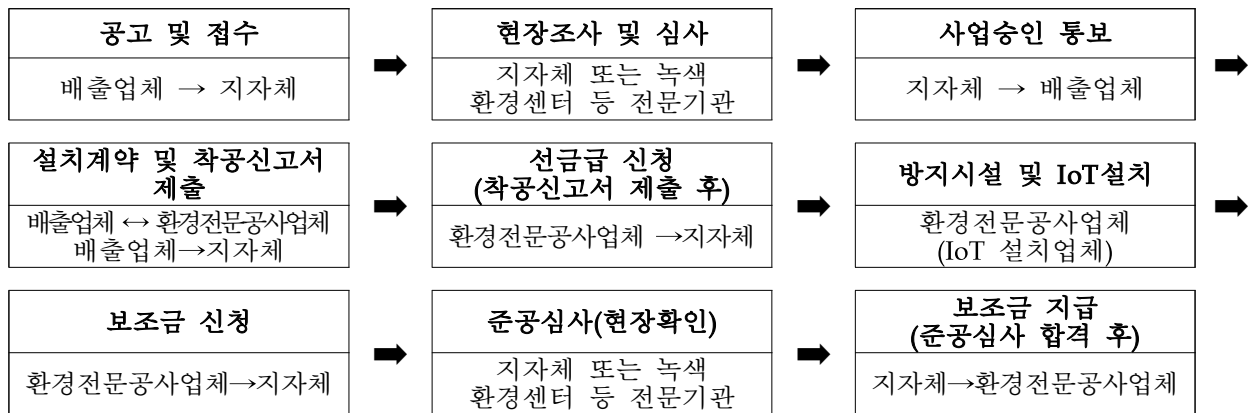 공고 및 접수
배출업체 → 지자체
현장조사 및 심사
지자체 또는 녹색
환경센터 등 전문기관
사업승인 통보
지자체 → 배출업체
설치계약 및 착공신고서
제출
배출업체 ↔ 환경전문공사업체
배출업체→지자체
선금급 신청
(착공신고서 제출 후)
환경전문공사업체 →지자체
방지시설 및 IoT설치
환경전문공사업체
(IoT 설치업체)
보조금 신청
환경전문공사업체→지자체
준공심사(현장확인)
지자체 또는 녹색
환경센터 등 전문기관
보조금 지급
(준공심사 합격 후)
지자체→환경전문공사업체